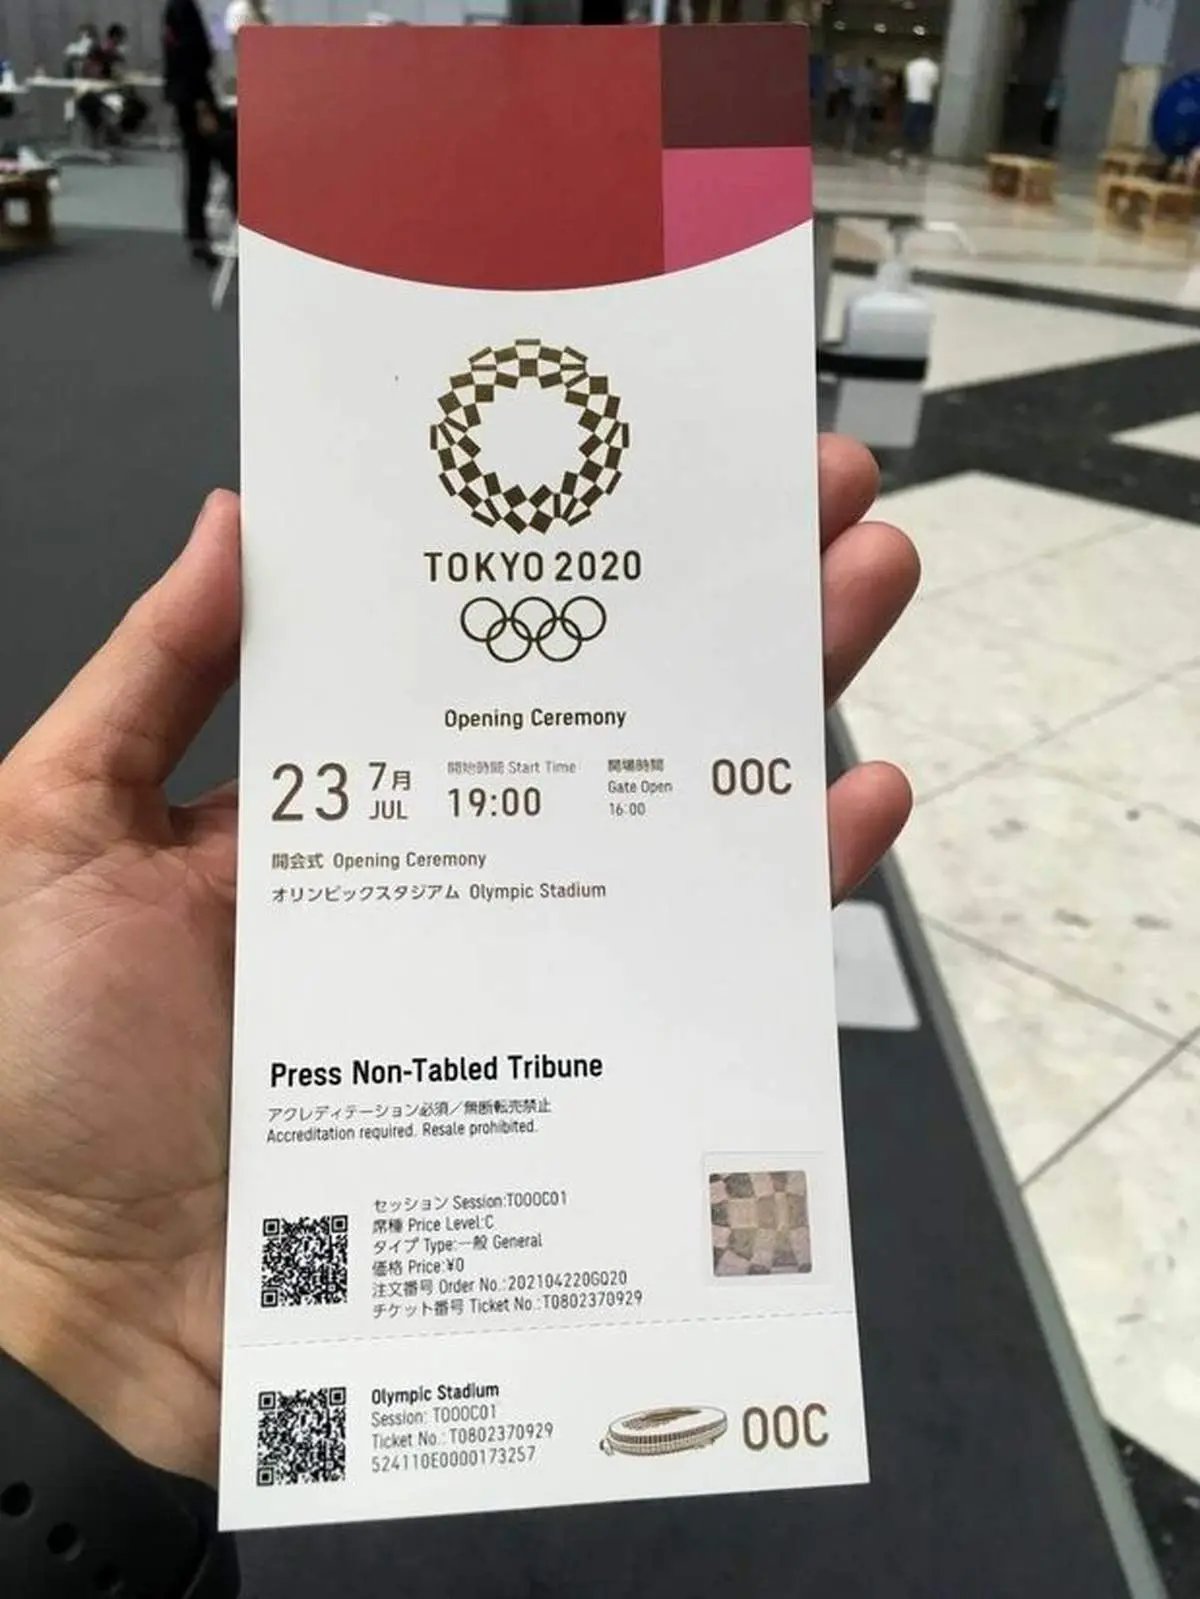 TOKYO 2020
Opening Ceremony
23 7月 JUL
開始時間 Start Time
19:00
開場時間
Gate Open
16:00
OOC
開会式 Opening Ceremony
オリンピックスタジアム Olympic Stadium
Press Non-Tabled Tribune
アクレディテーション必須／無断転売禁止
Accreditation required. Resale prohibited.
セッション Session:TOOOC01
席種 Price Level:C
タイプ Type:一般 General
価格 Price:¥0
注文番号 Order No.:20210422OGQ20
チケット番号 Ticket No.:T0802370929
Olympic Stadium
Session: TOOOC01
Ticket No.: T0802370929
524110E0000173257
OOC